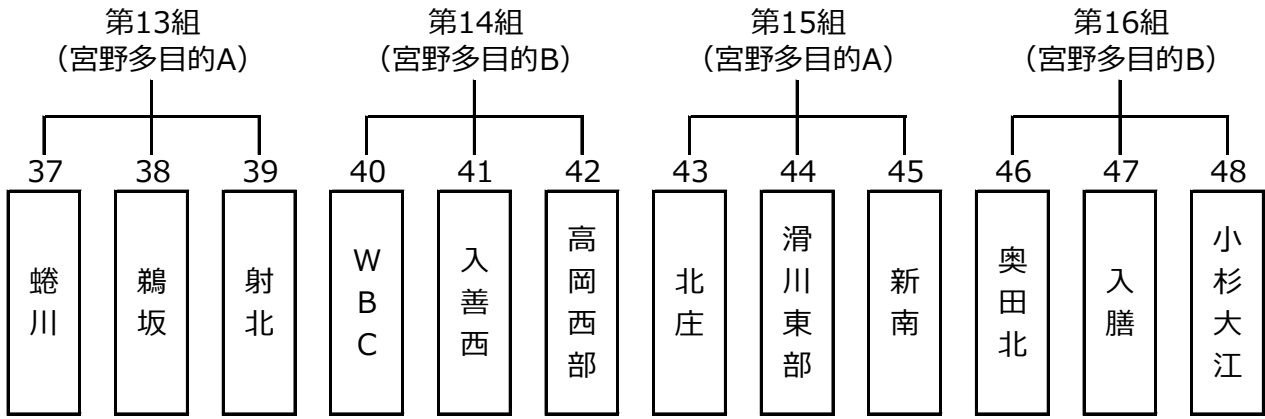 第13組
（宮野多目的A）
第14組
（宮野多目的B）
第15組
（宮野多目的A）
第16組
（宮野多目的B）
37
38
39
40
41
42
43
44
45
46
47
48
蜷川
鵜坂
射北
WBC
入善西
高岡西部
北庄
滑川東部
新南
奥田北
入膳
小杉大江